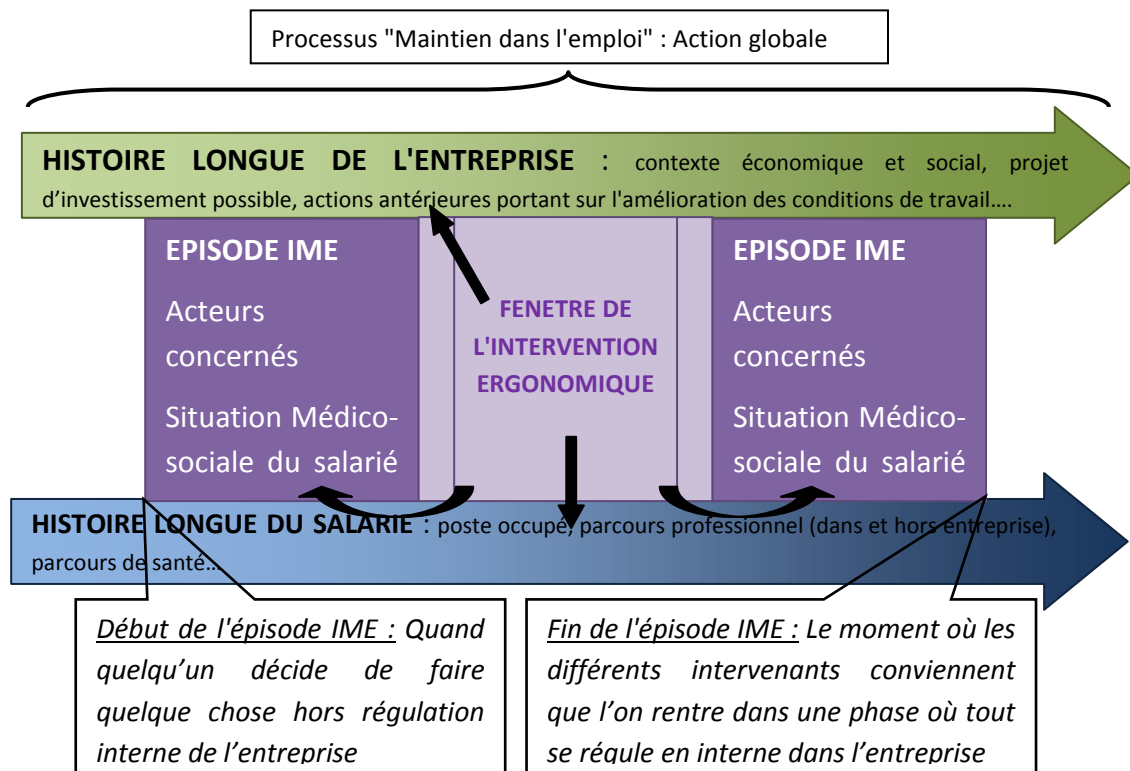 Processus "Maintien dans l'emploi" : Action globale
HISTOIRE LONGUE DE L'ENTREPRISE : contexte économique et social, projet
d'investissement possible, actions antérieures portant sur l'amélioration des conditions de travail….
EPISODE IME
Acteurs
concernés
Situation Médico-
sociale du salarié
FENETRE DE
L'INTERVENTION
ERGONOMIQUE
EPISODE IME
Acteurs
concernés
Situation Médico-
sociale du salarié
HISTOIRE LONGUE DU SALARIE : poste occupé, parcours professionnel (dans et hors entreprise),
parcours de santé…
Début de l'épisode IME : Quand
quelqu'un décide de faire
quelque chose hors régulation
interne de l'entreprise
Fin de l'épisode IME : Le moment où les
différents intervenants conviennent
que l'on rentre dans une phase où tout
se régule en interne dans l'entreprise